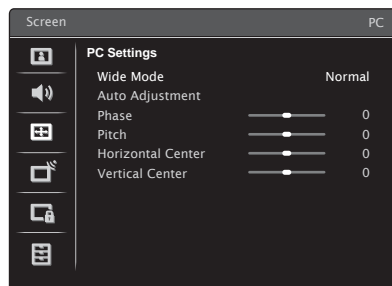 Screen PC
PC Settings
Wide Mode Normal
Auto Adjustment
Phase 0
Pitch 0
Horizontal Center 0
Vertical Center 0